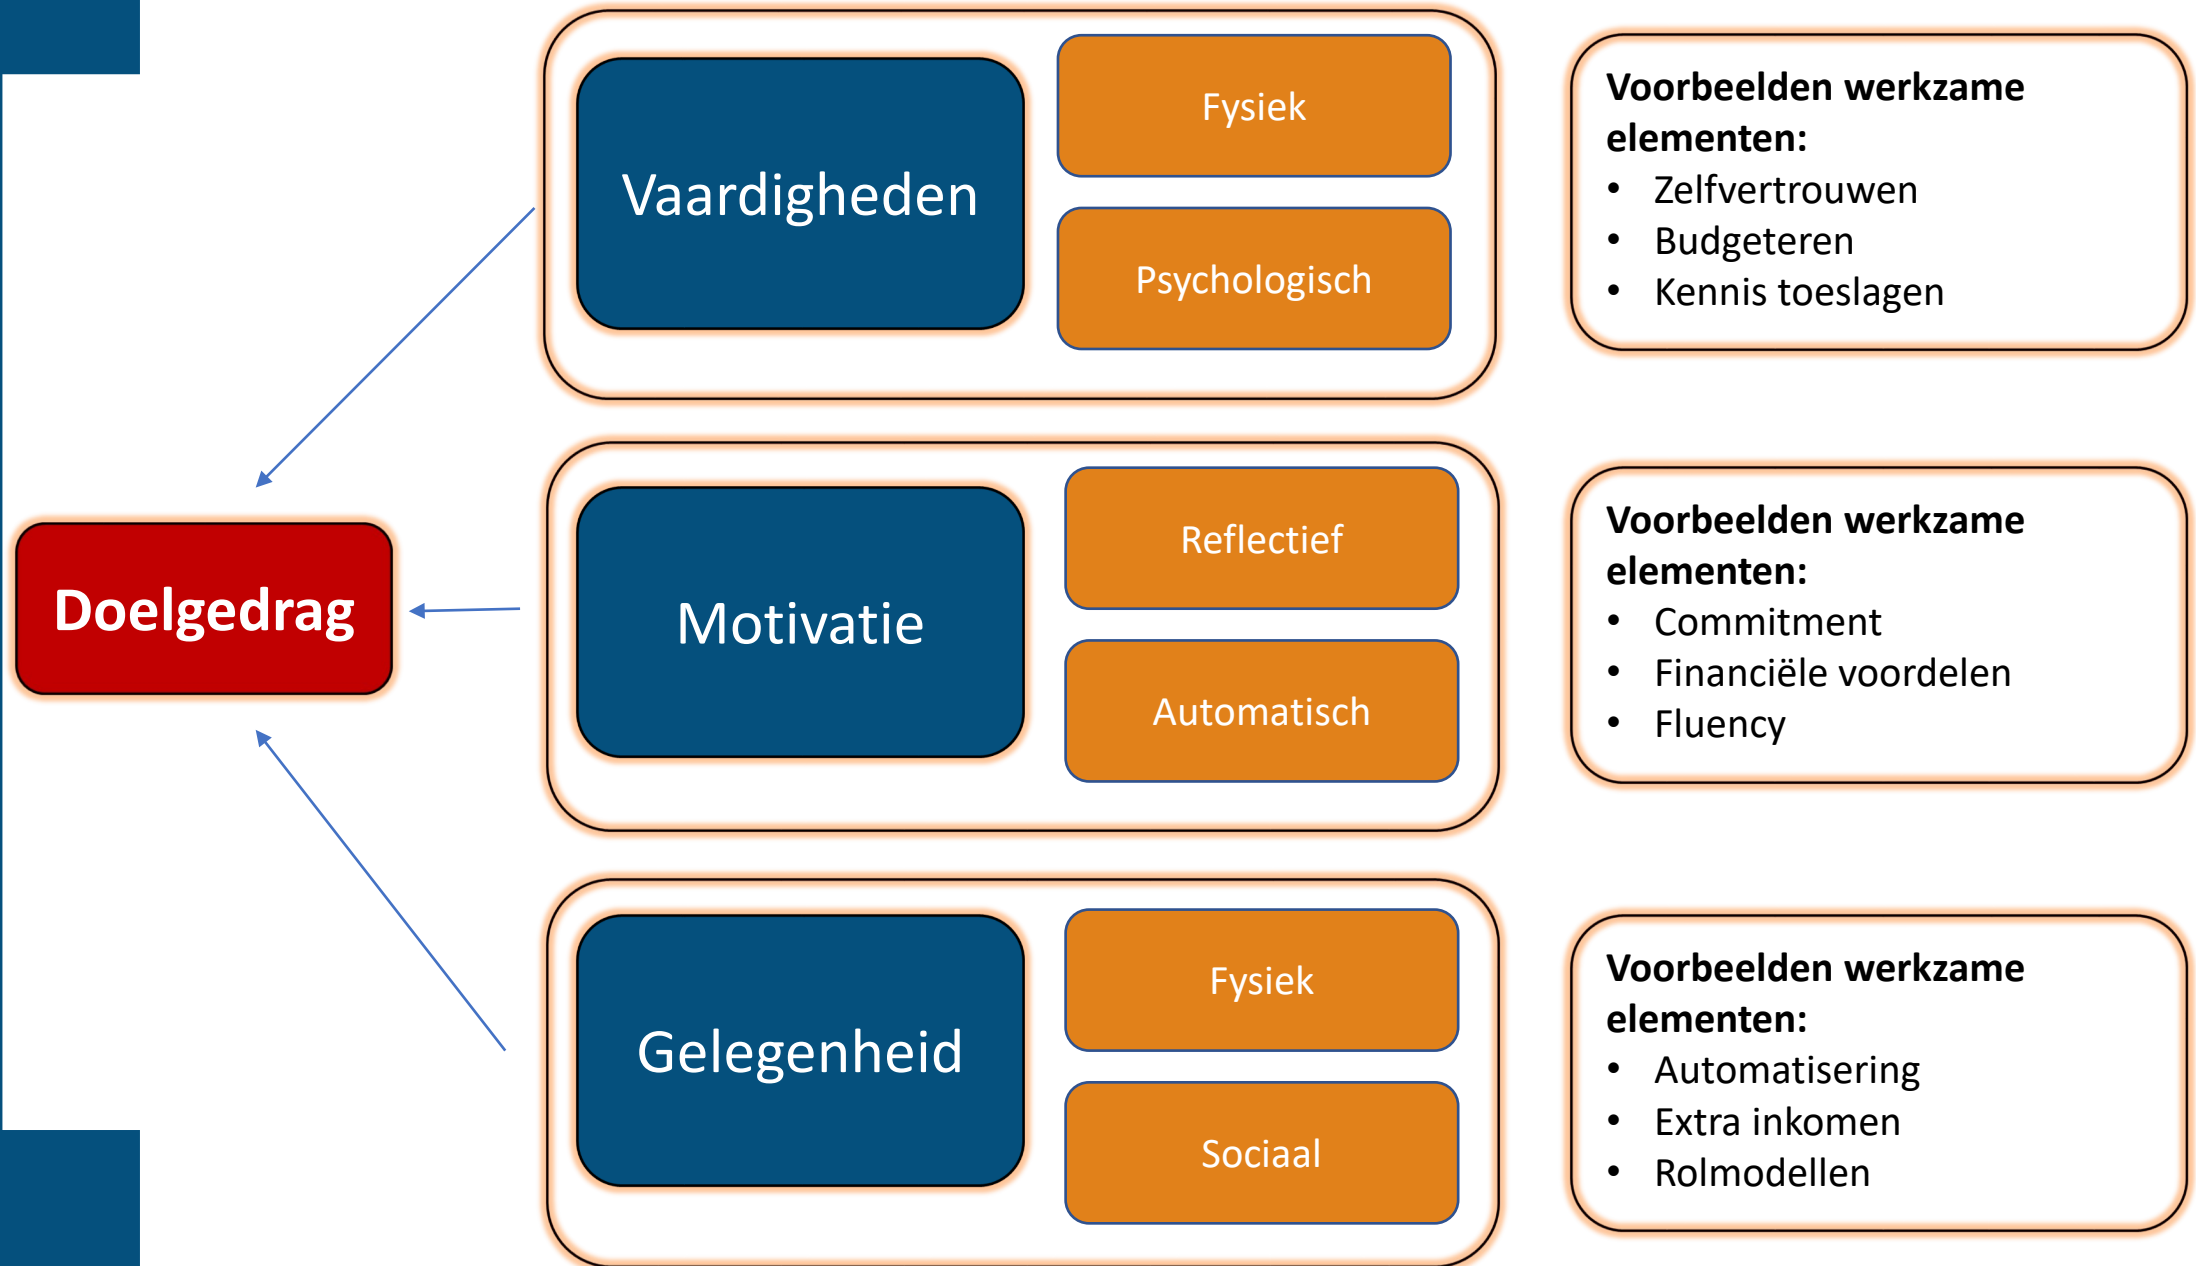 Vaardigheden
Fysiek
Psychologisch
Voorbeelden werkzame
elementen:
• Zelfvertrouwen
• Budgeteren
• Kennis toeslagen
Doelgedrag
Motivatie
Reflectief
Automatisch
Voorbeelden werkzame
elementen:
• Commitment
• Financiële voordelen
• Fluency
Gelegenheid
Fysiek
Sociaal
Voorbeelden werkzame
elementen:
• Automatisering
• Extra inkomen
• Rolmodellen